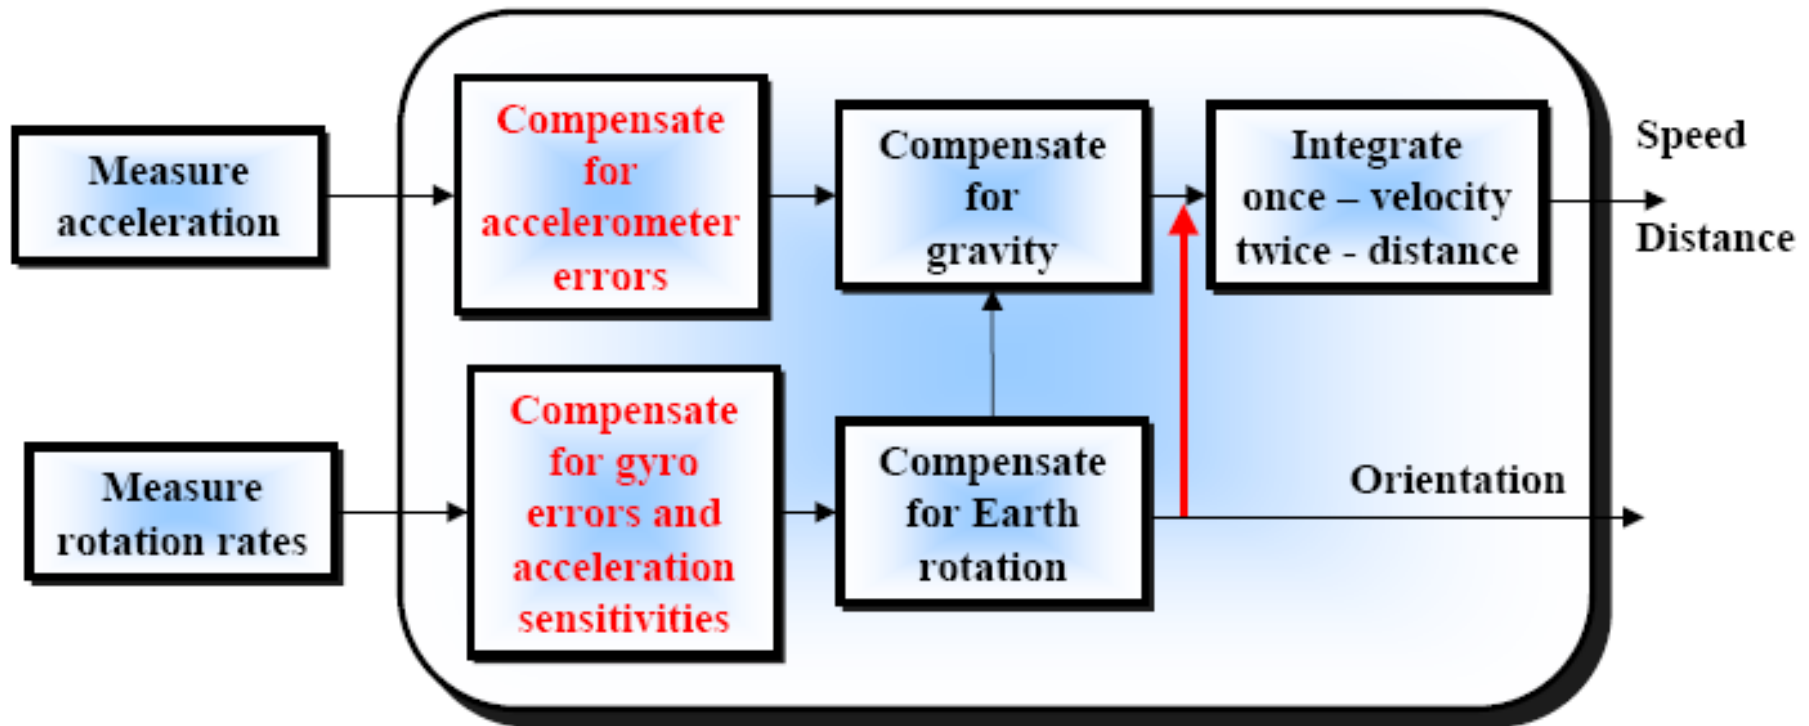 Measure
acceleration
Compensate
for
accelerometer
errors
Compensate
for
gravity
Integrate
once – velocity
twice - distance
Speed
Distance
Measure
rotation rates
Compensate
for gyro
errors and
acceleration
sensitivities
Compensate
for Earth
rotation
Orientation